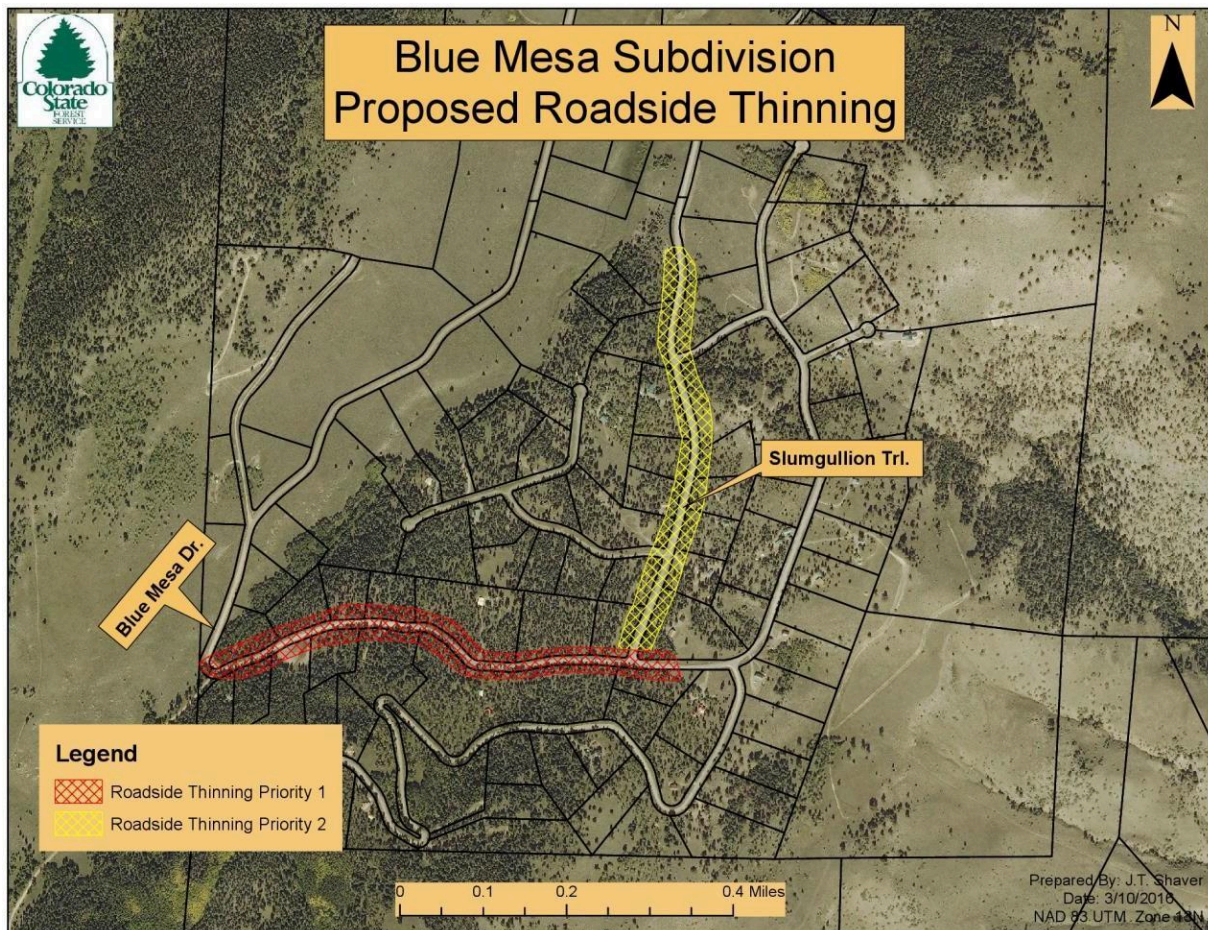 Colorado
State
FOREST
SERVICE
Blue Mesa Subdivision
Proposed Roadside Thinning
N
Slumgullion Trl.
Blue Mesa Dr.
Legend
Roadside Thinning Priority 1
Roadside Thinning Priority 2
0 0.1 0.2 0.4 Miles
Prepared By: J.T. Shaver
Date: 3/10/2016
NAD 83 UTM Zone 13N